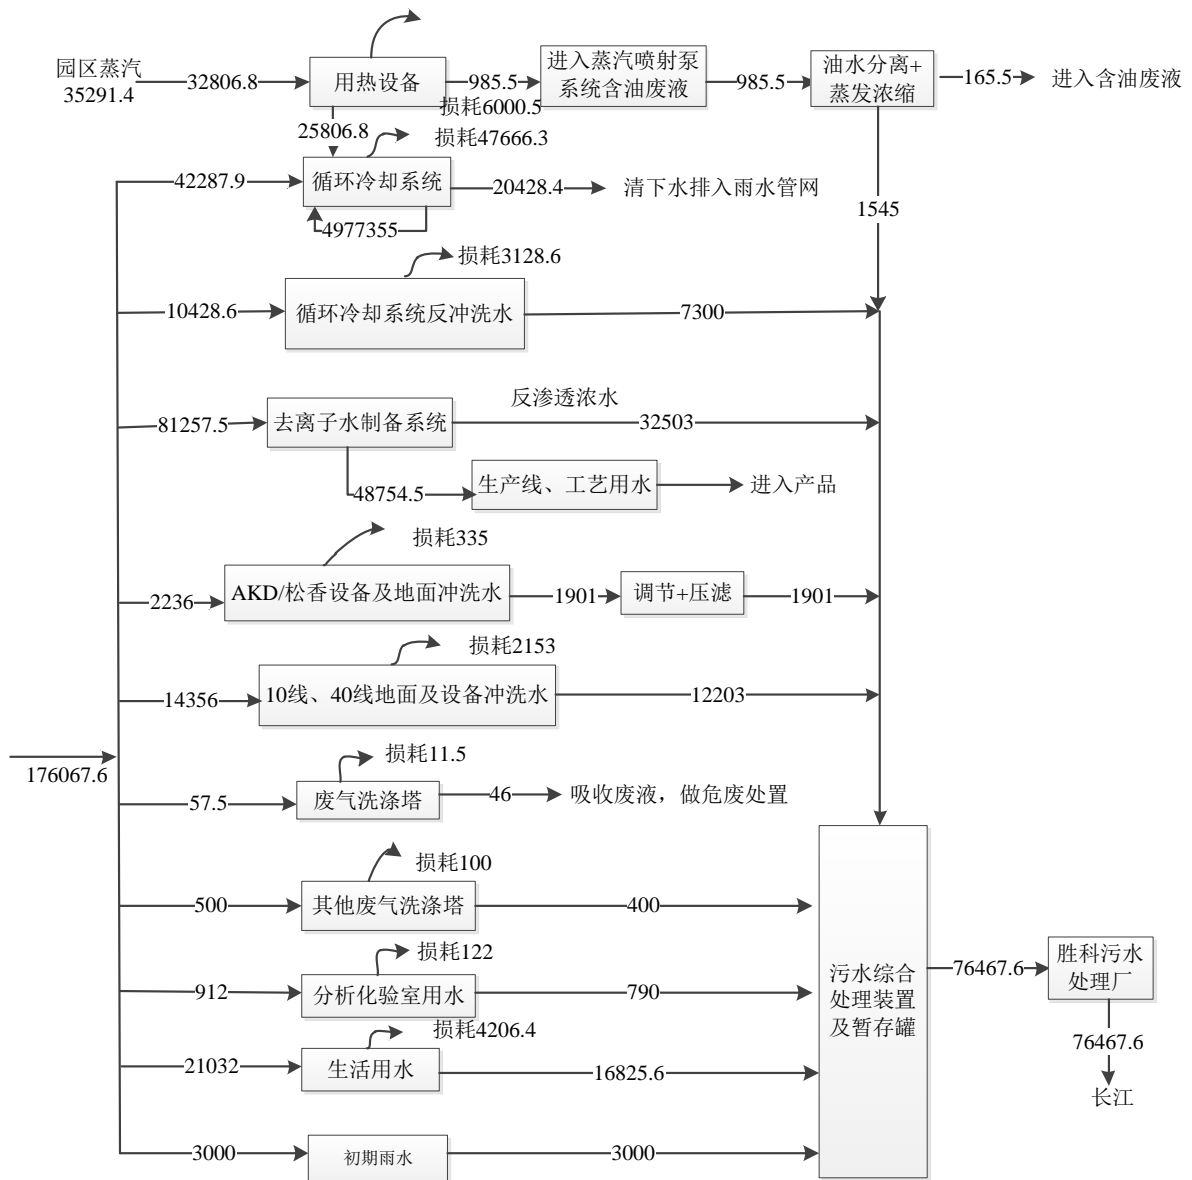 园区蒸汽
35291.4
32806.8
用热设备
985.5
进入蒸汽喷射泵
系统含油废液
985.5
油水分离+
蒸发浓缩
165.5
进入含油废液
损耗6000.5
25806.8
损耗47666.3
42287.9
循环冷却系统
20428.4
清下水排入雨水管网
1545
4977355
损耗3128.6
10428.6
循环冷却系统反冲洗水
7300
反渗透浓水
81257.5
去离子水制备系统
32503
48754.5
生产线、工艺用水
进入产品
损耗335
2236
AKD/松香设备及地面冲洗水
1901
调节+压滤
1901
损耗2153
14356
10线、40线地面及设备冲洗水
12203
176067.6
损耗11.5
57.5
废气洗涤塔
46
吸收废液，做危废处置
损耗100
500
其他废气洗涤塔
400
损耗122
912
分析化验室用水
790
污水综合
处理装置
及暂存罐
76467.6
胜科污水
处理厂
76467.6
长江
损耗4206.4
21032
生活用水
16825.6
3000
初期雨水
3000